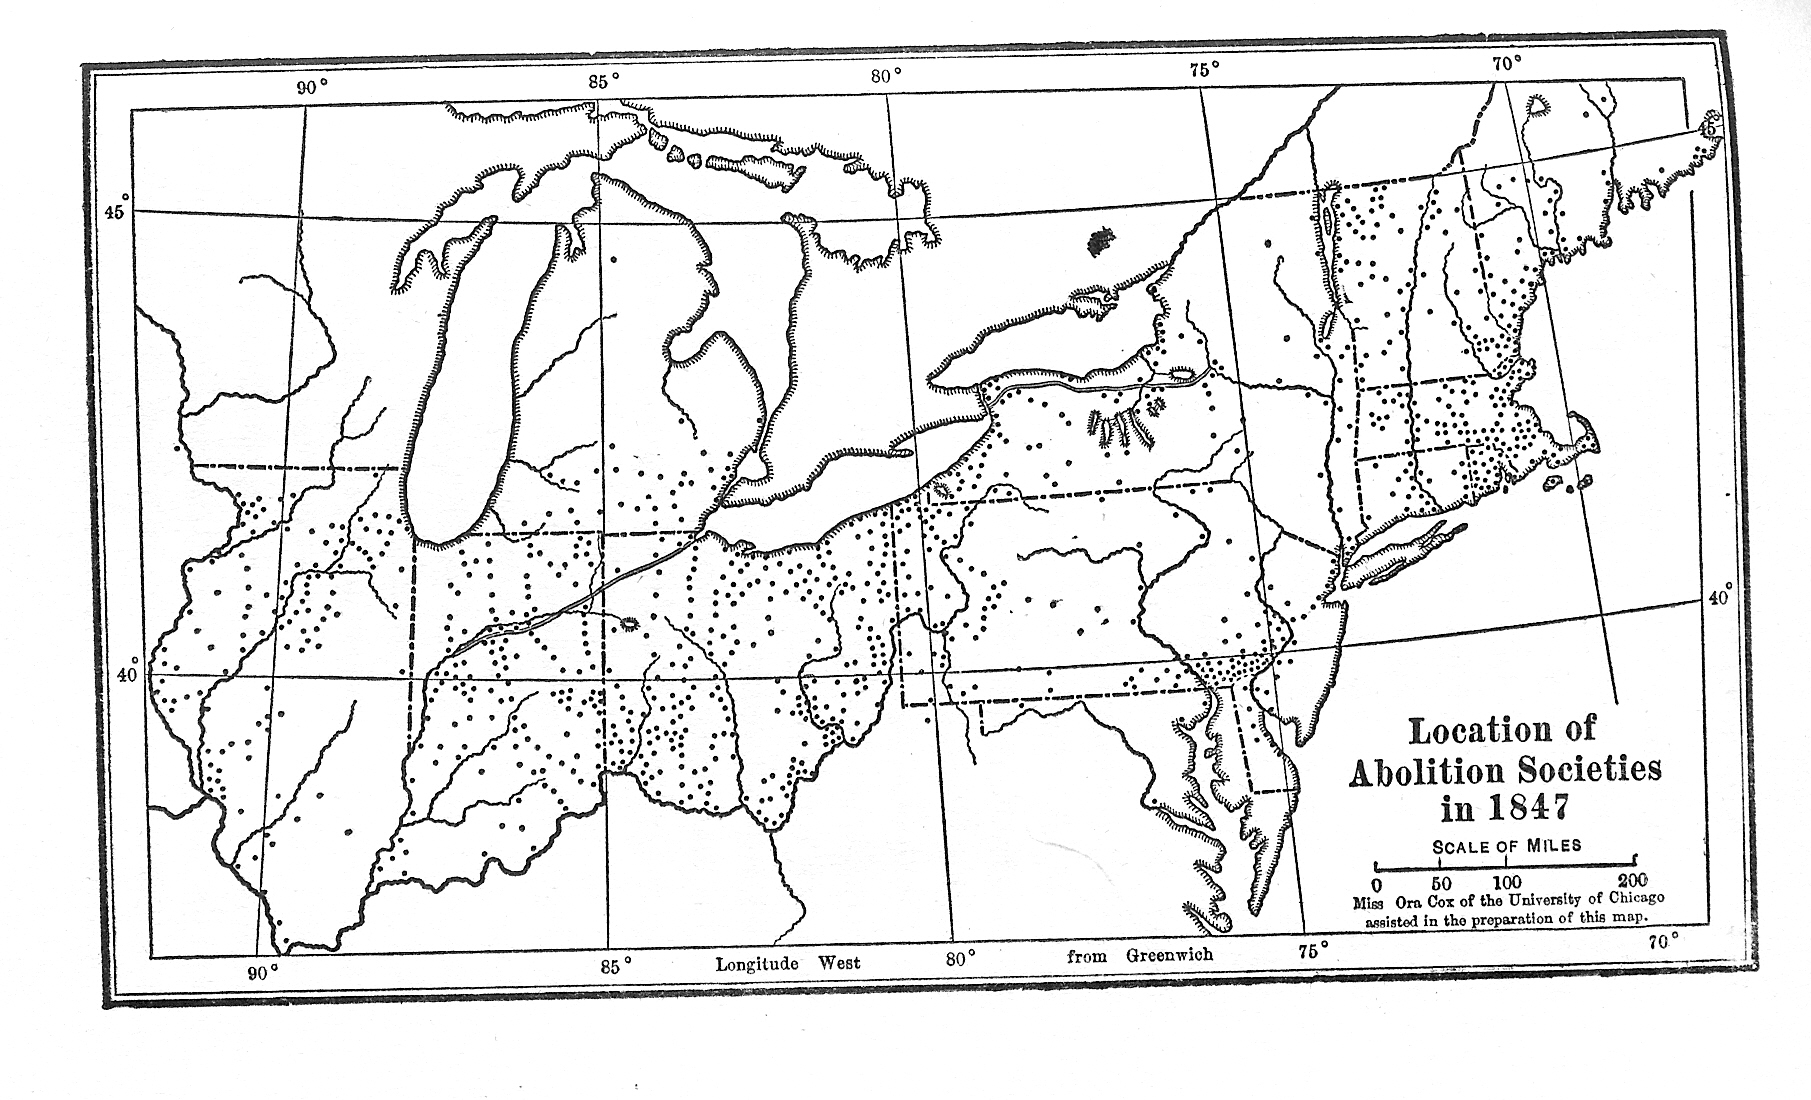 90° 85° 80° 75° 70°
45° 45°
40° 40°
Location of
Abolition Societies
in 1847
SCALE OF MILES
0 50 100 200
Miss Ora Cox of the University of Chicago
assisted in the preparation of this map.
90° 85° Longitude West 80° from Greenwich 75° 70°